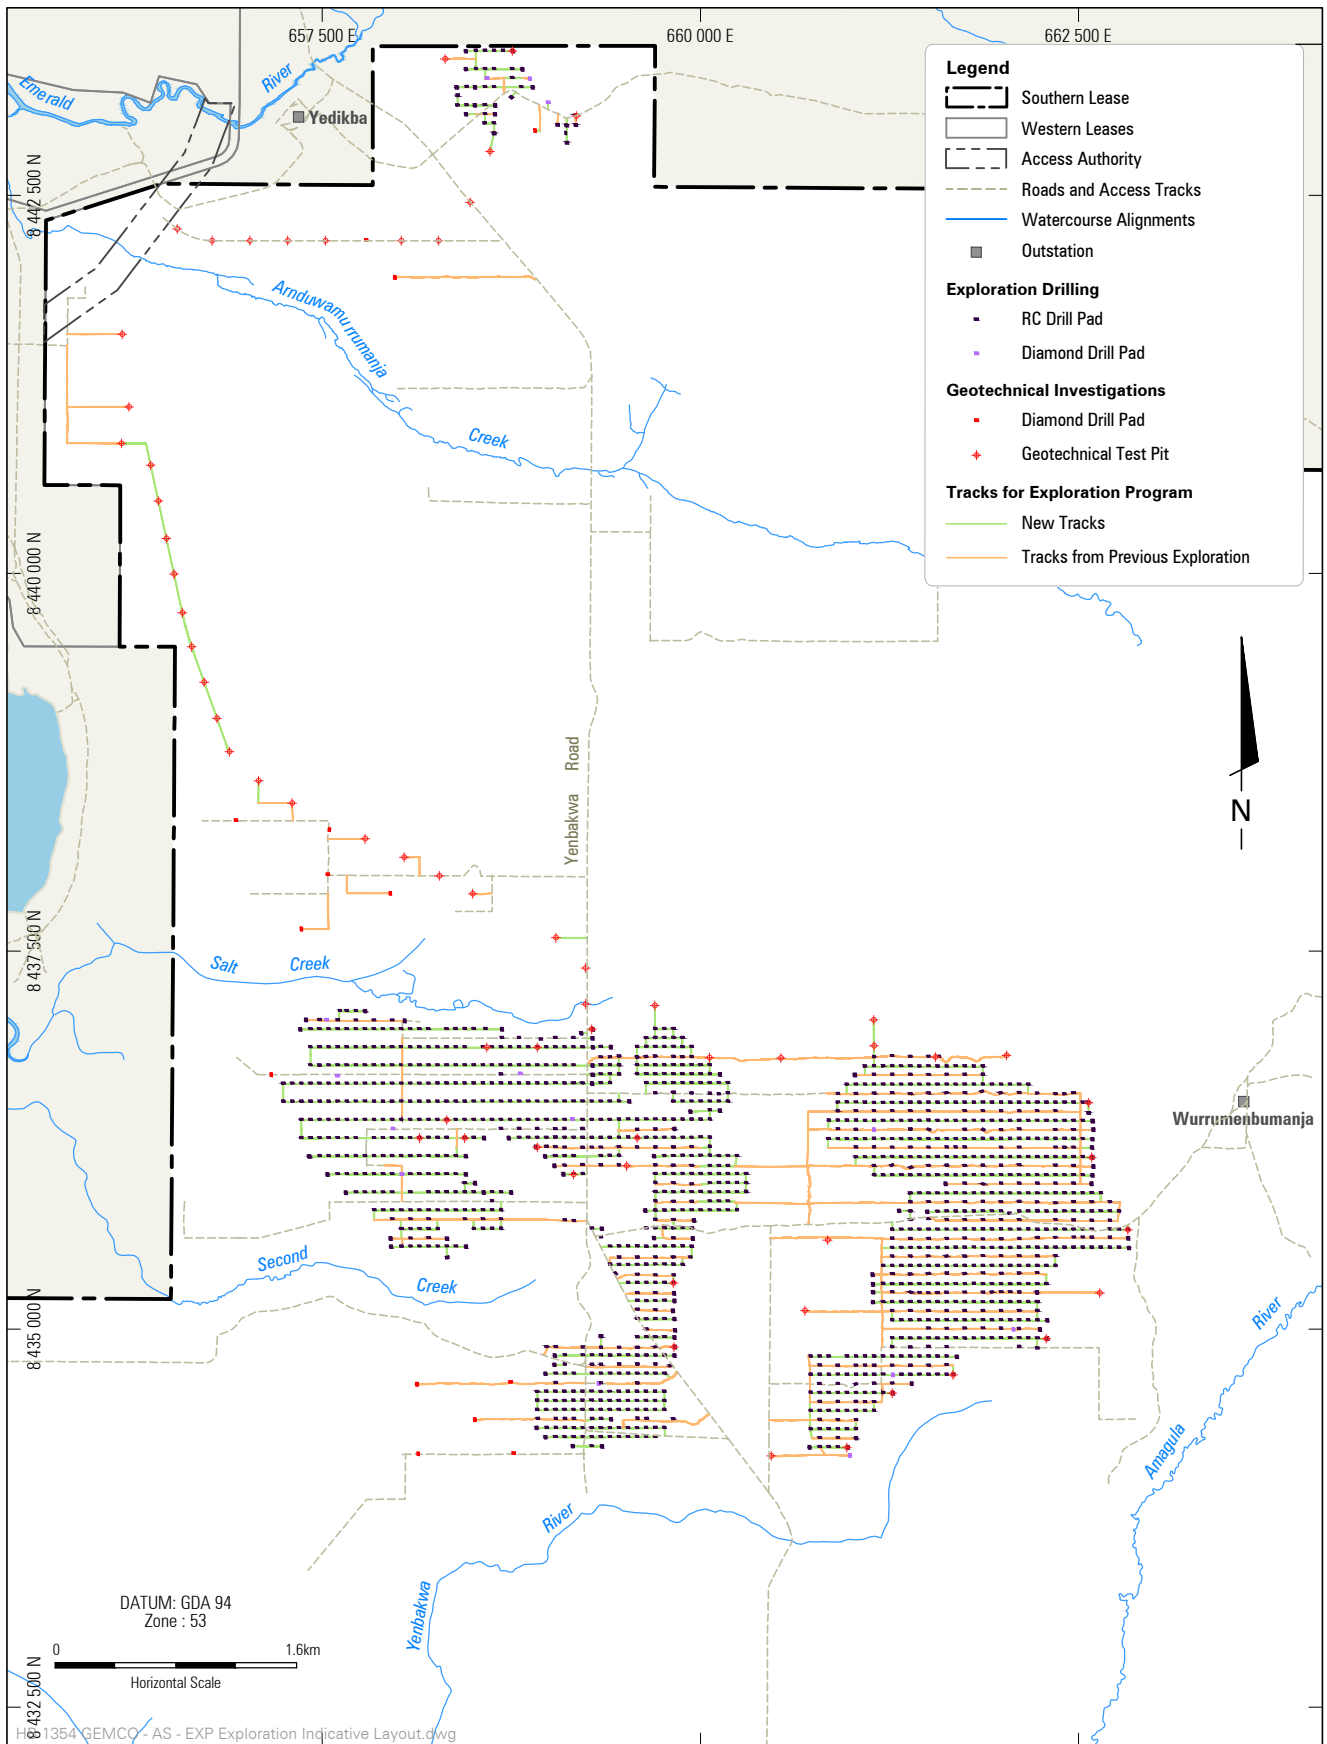 657 500 E
660 000 E
662 500 E
Emerald
River
Yedikba
8 442 500 N
Arnduwamurrumanja
Creek
8 440 000 N
Yenbakwa Road
8 437 500 N
Salt Creek
Wurrumenbumanja
Second
Creek
8 435 000 N
River
Amagula
River
Yenbakwa
8 432 500 N
Legend
Southern Lease
Western Leases
Access Authority
Roads and Access Tracks
Watercourse Alignments
Outstation
Exploration Drilling
RC Drill Pad
Diamond Drill Pad
Geotechnical Investigations
Diamond Drill Pad
Geotechnical Test Pit
Tracks for Exploration Program
New Tracks
Tracks from Previous Exploration
N
DATUM: GDA 94
Zone : 53
0 1.6km
Horizontal Scale
1354 GEMCO - AS - EXP Exploration Indicative Layout.dwg